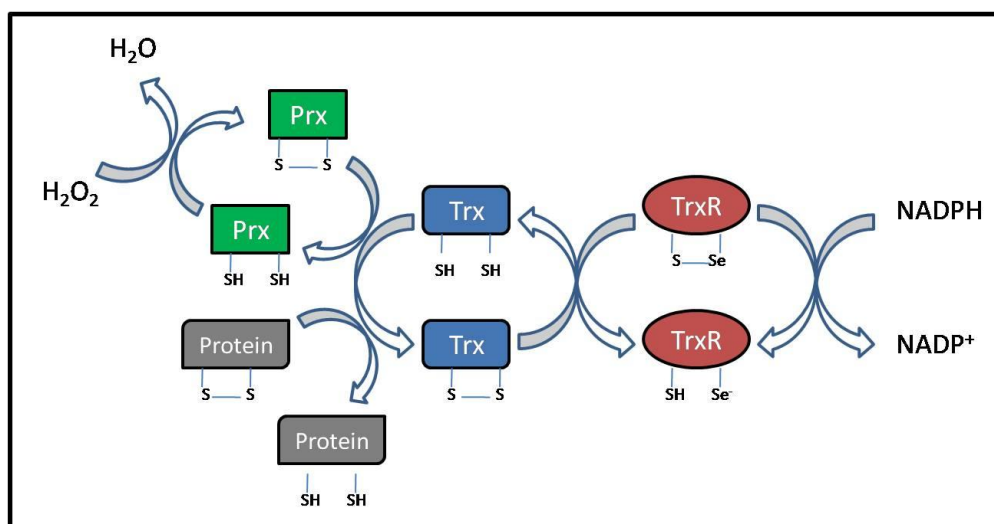 H₂O
Prx
S S
H₂O₂
Prx
SH SH
Trx
SH SH
TrxR
S Se
NADPH
Protein
S S
Trx
S S
TrxR
SH Se⁻
NADP⁺
Protein
SH SH